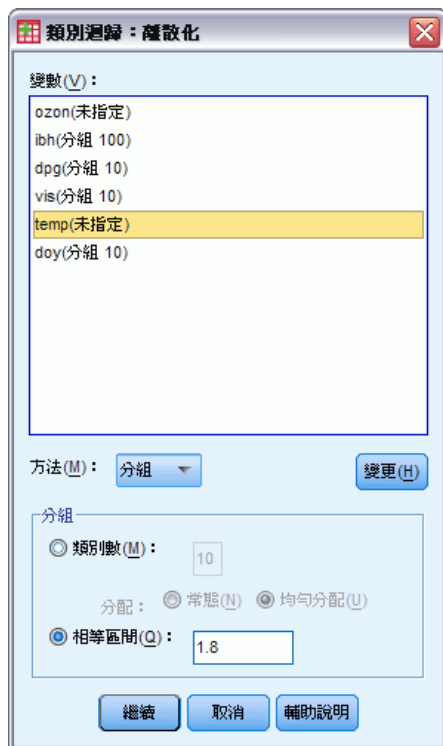 類別迴歸：離散化
變數(V)：
ozon(未指定)
ibh(分組 100)
dpg(分組 10)
vis(分組 10)
temp(未指定)
doy(分組 10)
方法(M)： 分組 變更(H)
分組
類別數(M)： 10
分配： 常態(N) 均勻分配(U)
相等區間(Q)： 1.8
繼續 取消 輔助說明